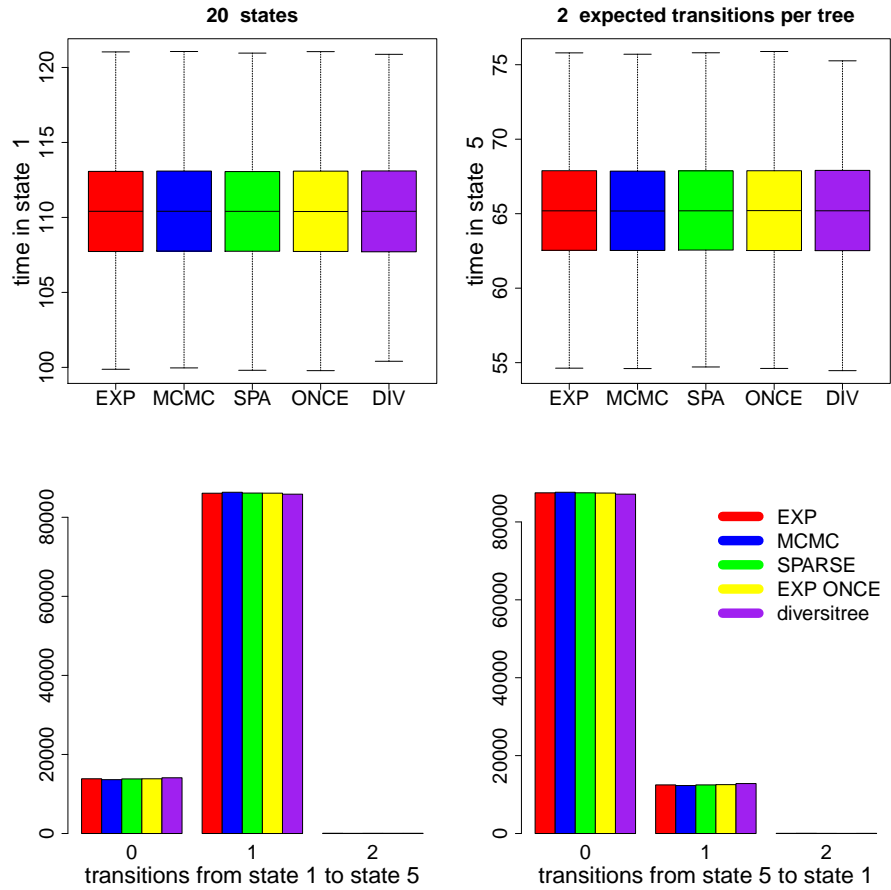 20 states
2 expected transitions per tree
time in state 1
120
115
110
105
100
EXP MCMC SPA ONCE DIV
time in state 5
75
70
65
60
55
EXP MCMC SPA ONCE DIV
80000
60000
40000
20000
0
0 1 2
transitions from state 1 to state 5
80000
60000
40000
20000
0
EXP
MCMC
SPARSE
EXP ONCE
diversitree
0 1 2
transitions from state 5 to state 1